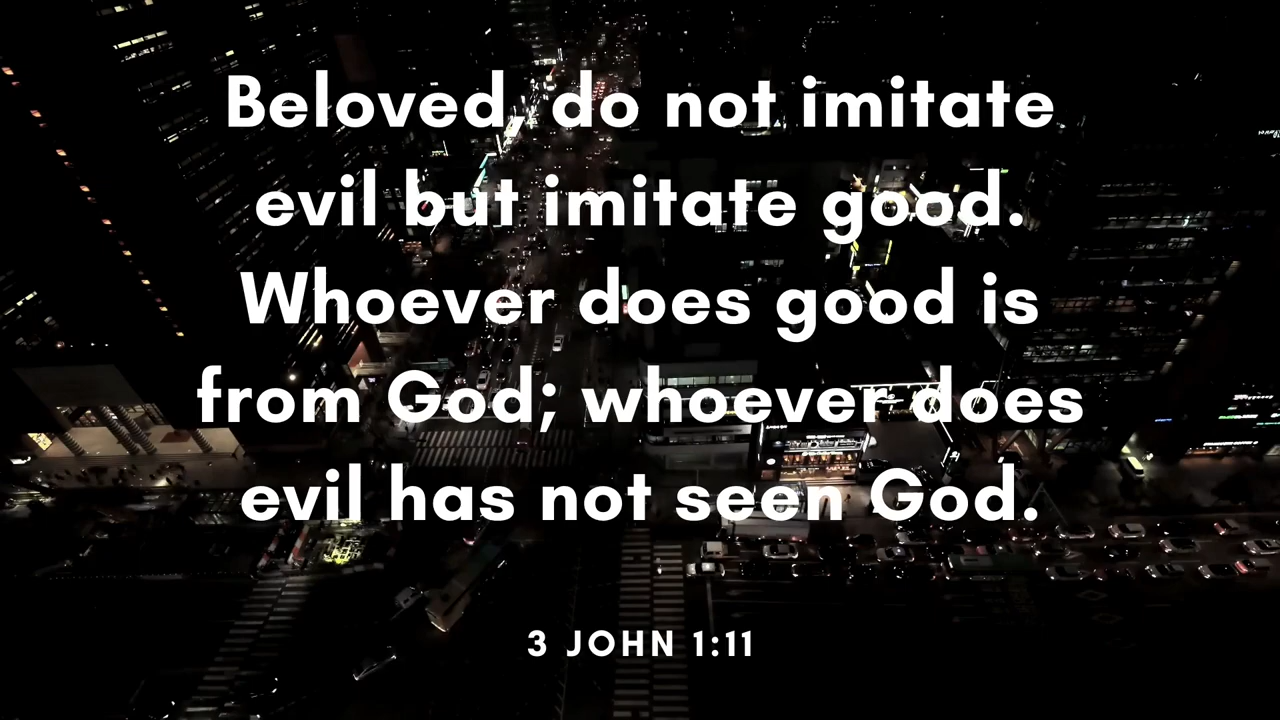 Beloved, do not imitate
evil but imitate good.
Whoever does good is
from God; whoever does
evil has not seen God.
3 JOHN 1:11